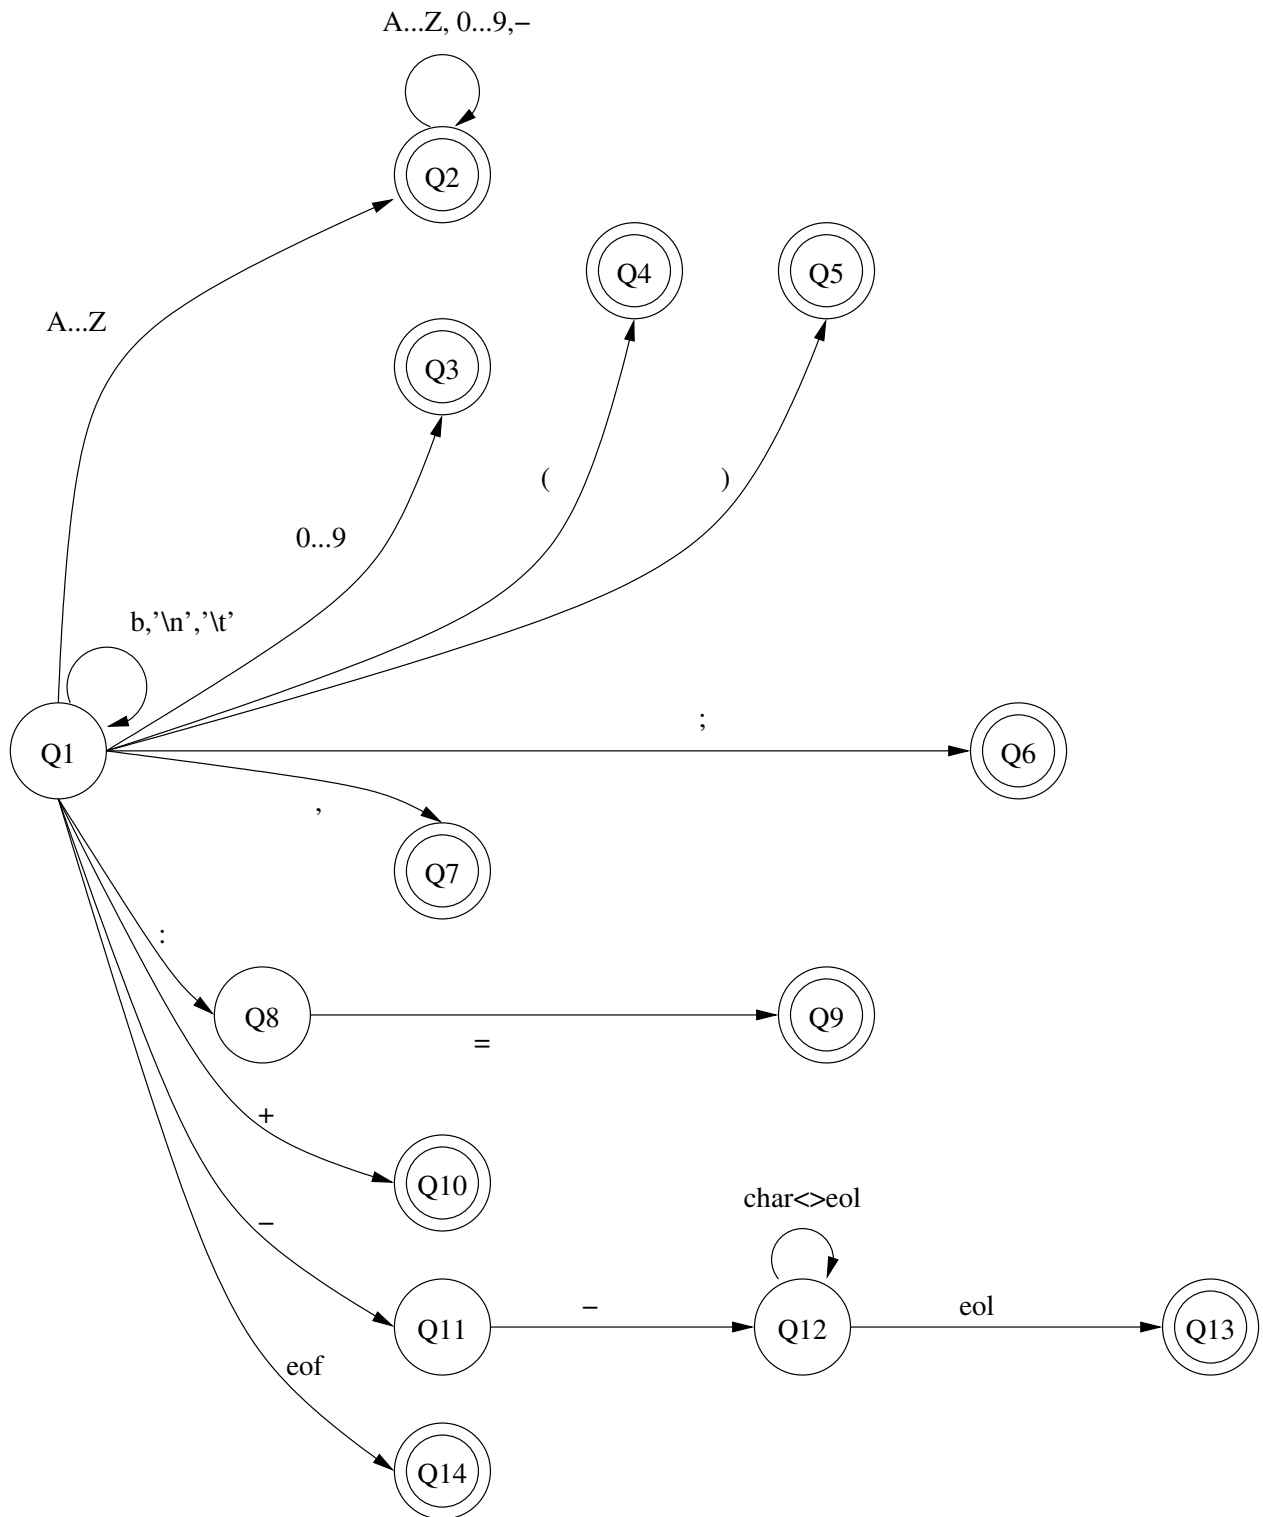 A...Z, 0...9,−
Q2
Q4
Q5
A...Z
Q3
(
)
0...9
b,’\n’,’\t’
;
Q1
Q6
,
Q7
:
Q8
Q9
=
+
Q10
char<>eol
−
−
eol
Q11
Q12
Q13
eof
Q14